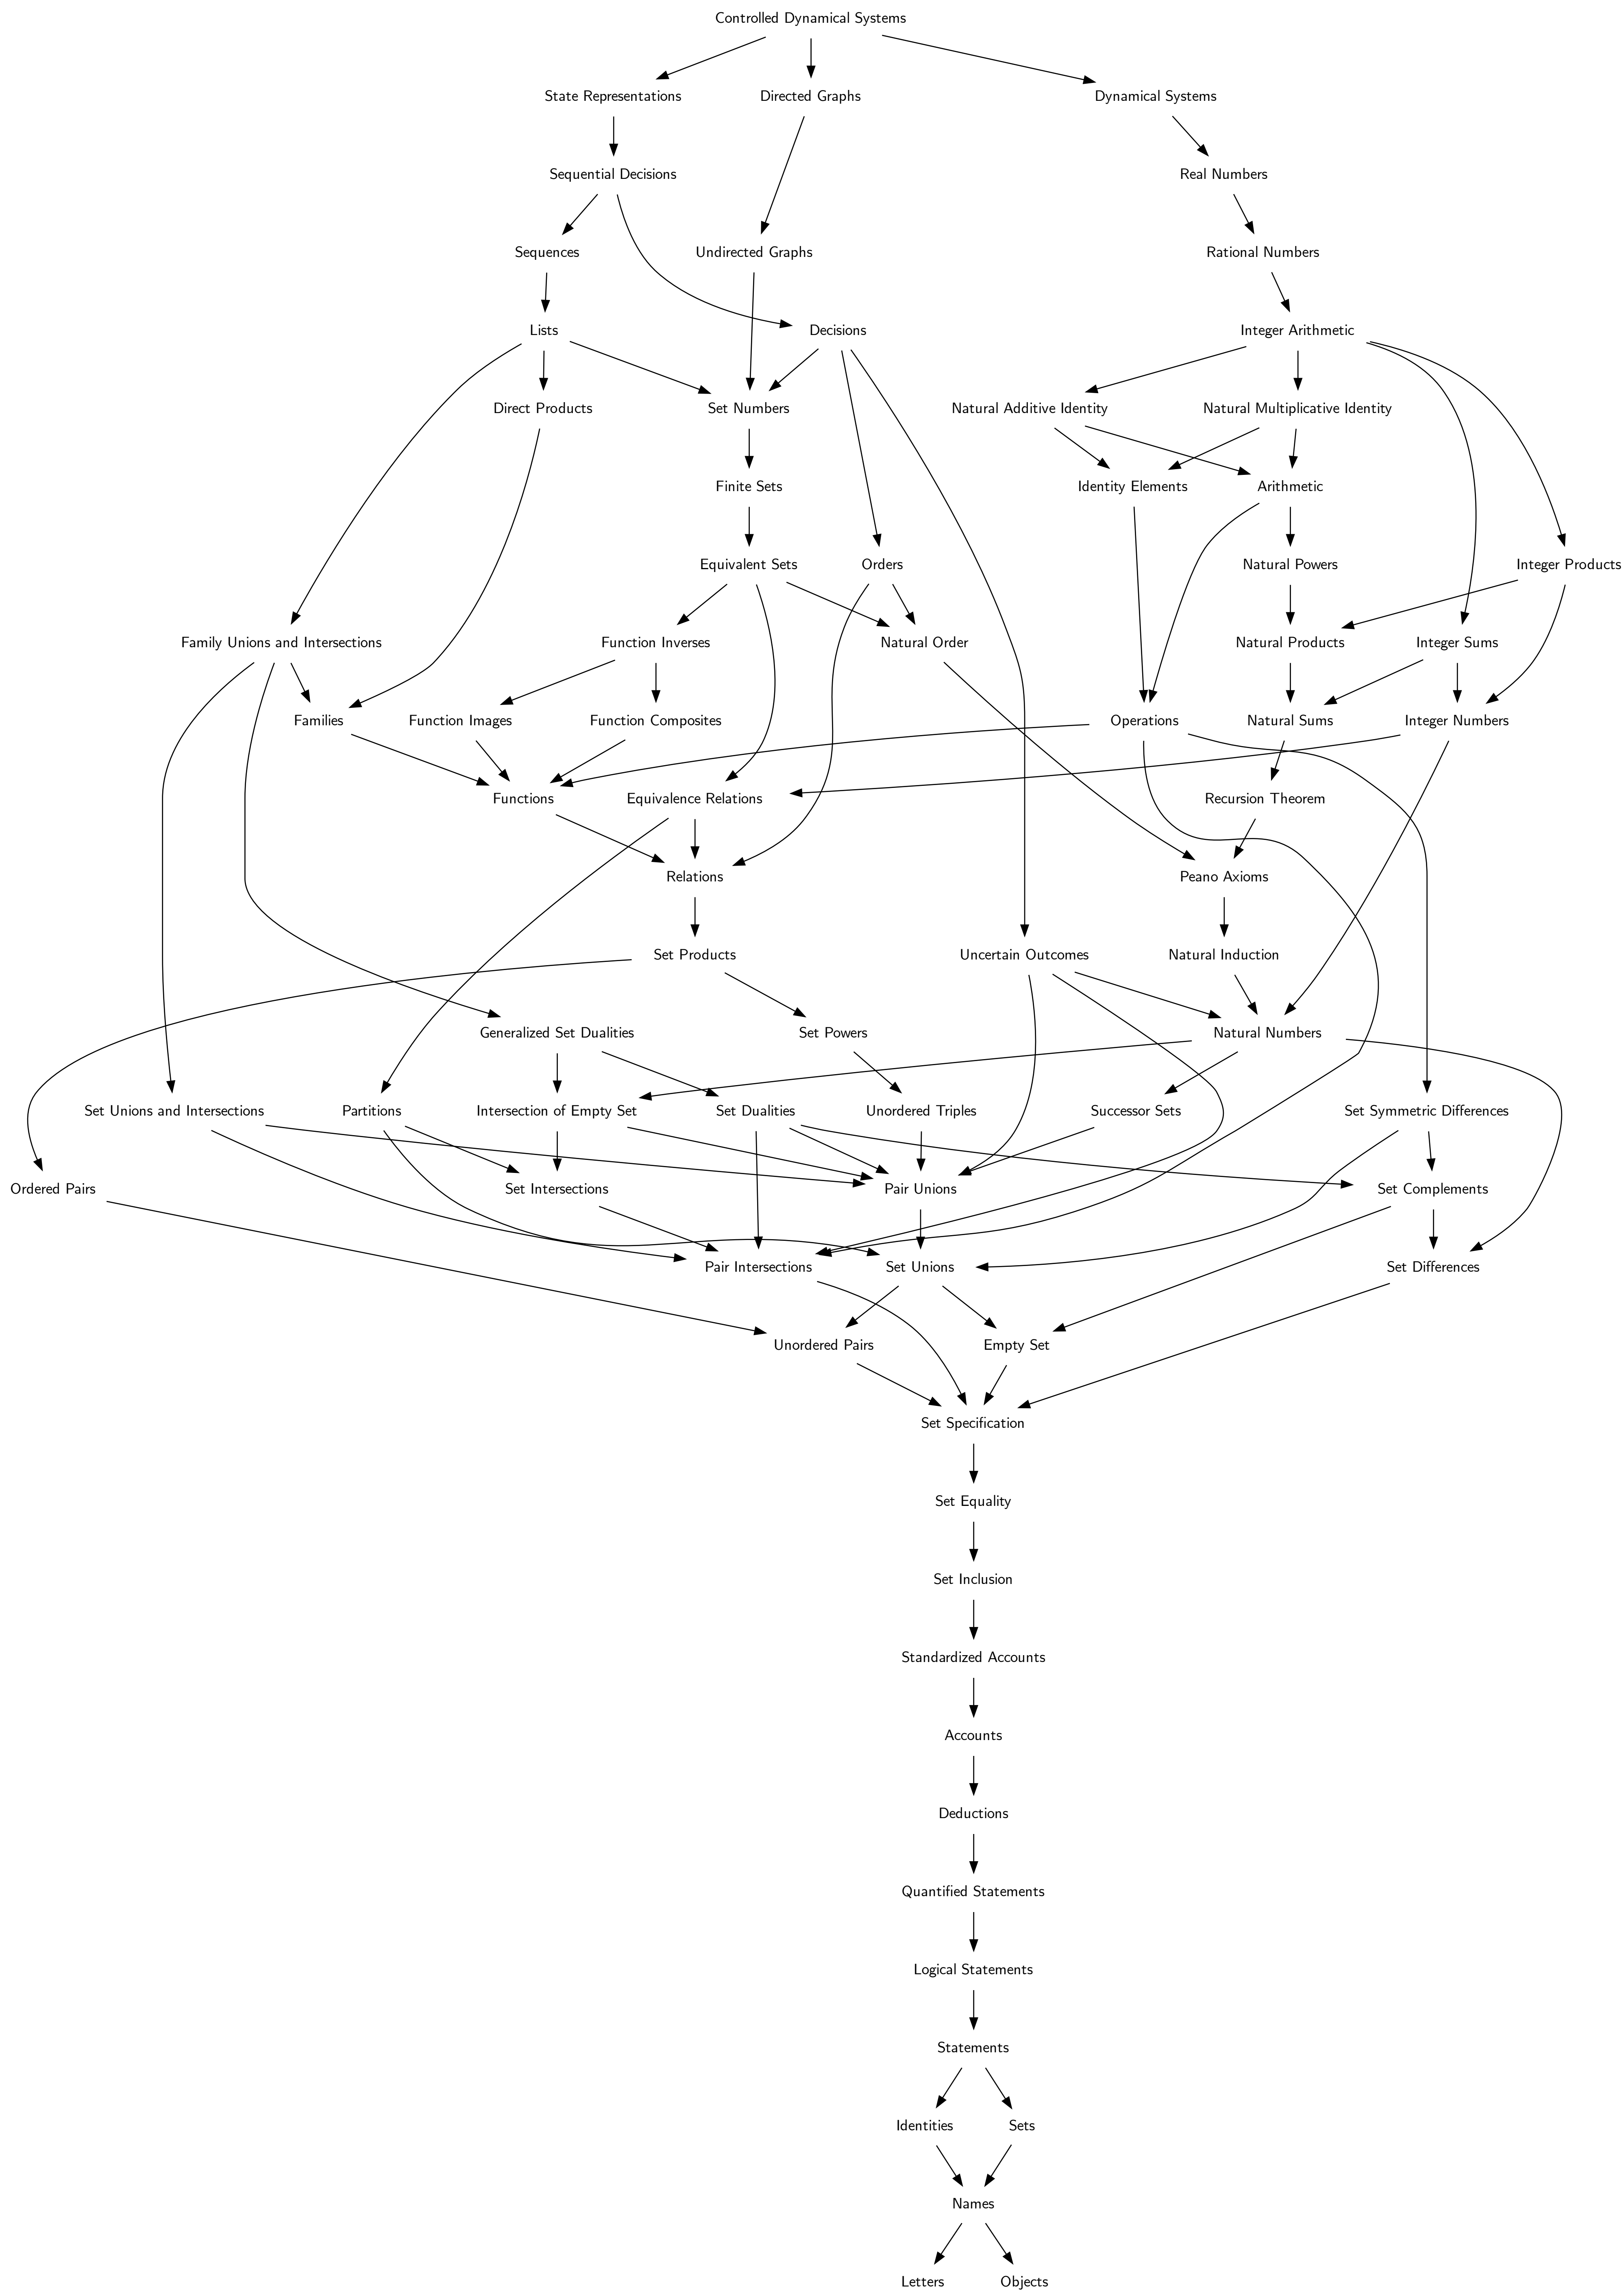 Controlled Dynamical Systems
State Representations
Directed Graphs
Dynamical Systems
Sequential Decisions
Real Numbers
Sequences
Undirected Graphs
Rational Numbers
Lists
Decisions
Integer Arithmetic
Direct Products
Set Numbers
Natural Additive Identity
Natural Multiplicative Identity
Finite Sets
Identity Elements
Arithmetic
Equivalent Sets
Orders
Natural Powers
Integer Products
Family Unions and Intersections
Function Inverses
Natural Order
Natural Products
Integer Sums
Families
Function Images
Function Composites
Operations
Natural Sums
Integer Numbers
Functions
Equivalence Relations
Recursion Theorem
Relations
Peano Axioms
Set Products
Uncertain Outcomes
Natural Induction
Generalized Set Dualities
Set Powers
Natural Numbers
Set Unions and Intersections
Partitions
Intersection of Empty Set
Set Dualities
Unordered Triples
Successor Sets
Set Symmetric Differences
Ordered Pairs
Set Intersections
Pair Unions
Set Complements
Pair Intersections
Set Unions
Set Differences
Unordered Pairs
Empty Set
Set Specification
Set Equality
Set Inclusion
Standardized Accounts
Accounts
Deductions
Quantified Statements
Logical Statements
Statements
Identities
Sets
Names
Letters
Objects